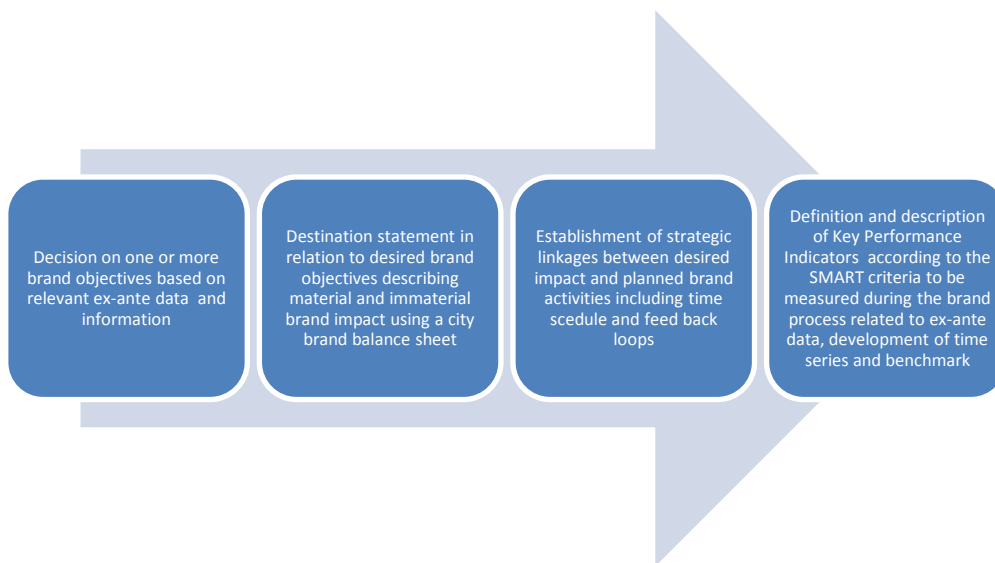 Decision on one or more
brand objectives based on
relevant ex-ante data and
information
Destination statement in
relation to desired brand
objectives describing
material and immaterial
brand impact using a city
brand balance sheet
Establishment of strategic
linkages between desired
impact and planned brand
activities including time
scedule and feed back
loops
Definition and description
of Key Performance
Indicators according to the
SMART criteria to be
measured during the brand
process related to ex-ante
data, development of time
series and benchmark